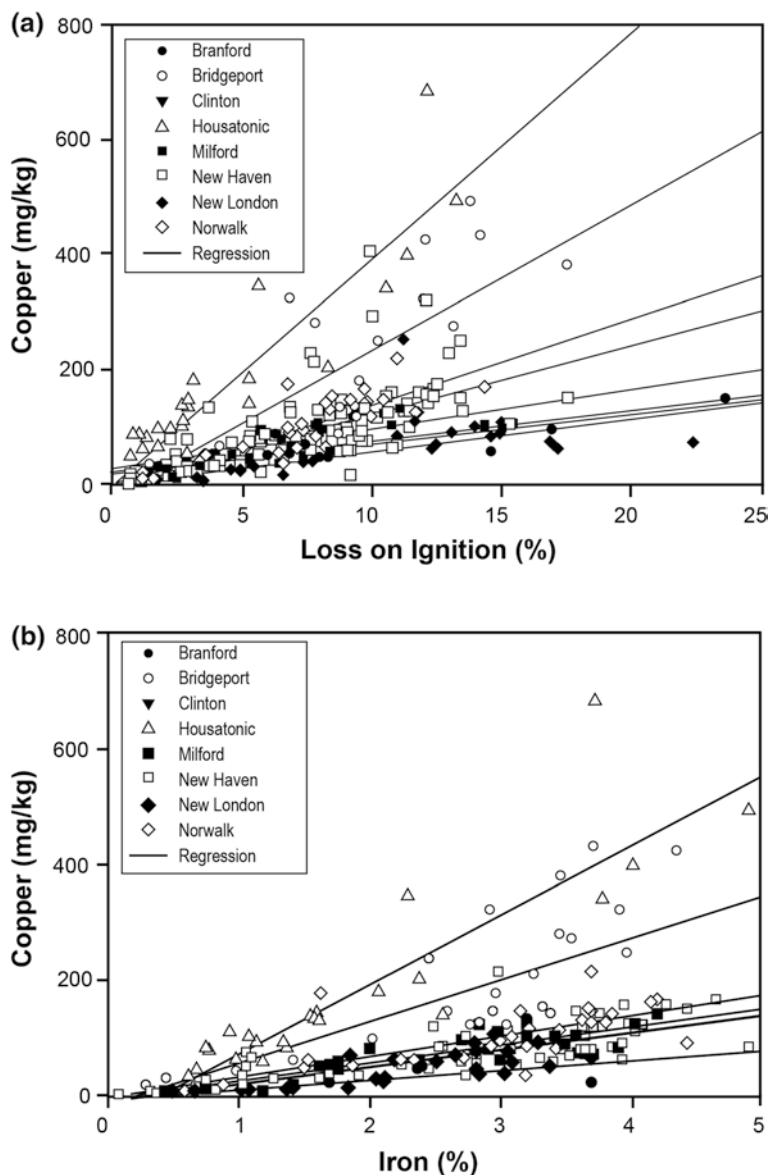 (a)
800
600
400
200
0
Copper (mg/kg)
Branford
Bridgeport
Clinton
Housatonic
Milford
New Haven
New London
Norwalk
Regression
0 5 10 15 20 25
Loss on Ignition (%)
(b)
800
600
400
200
0
Copper (mg/kg)
Branford
Bridgeport
Clinton
Housatonic
Milford
New Haven
New London
Norwalk
Regression
0 1 2 3 4 5
Iron (%)